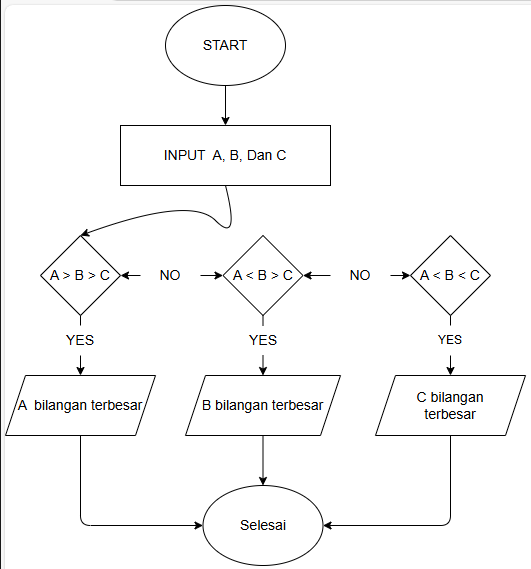 START
INPUT A, B, Dan C
A > B > C
NO
A < B > C
NO
A < B < C
YES
YES
YES
A bilangan terbesar
B bilangan terbesar
C bilangan
terbesar
Selesai